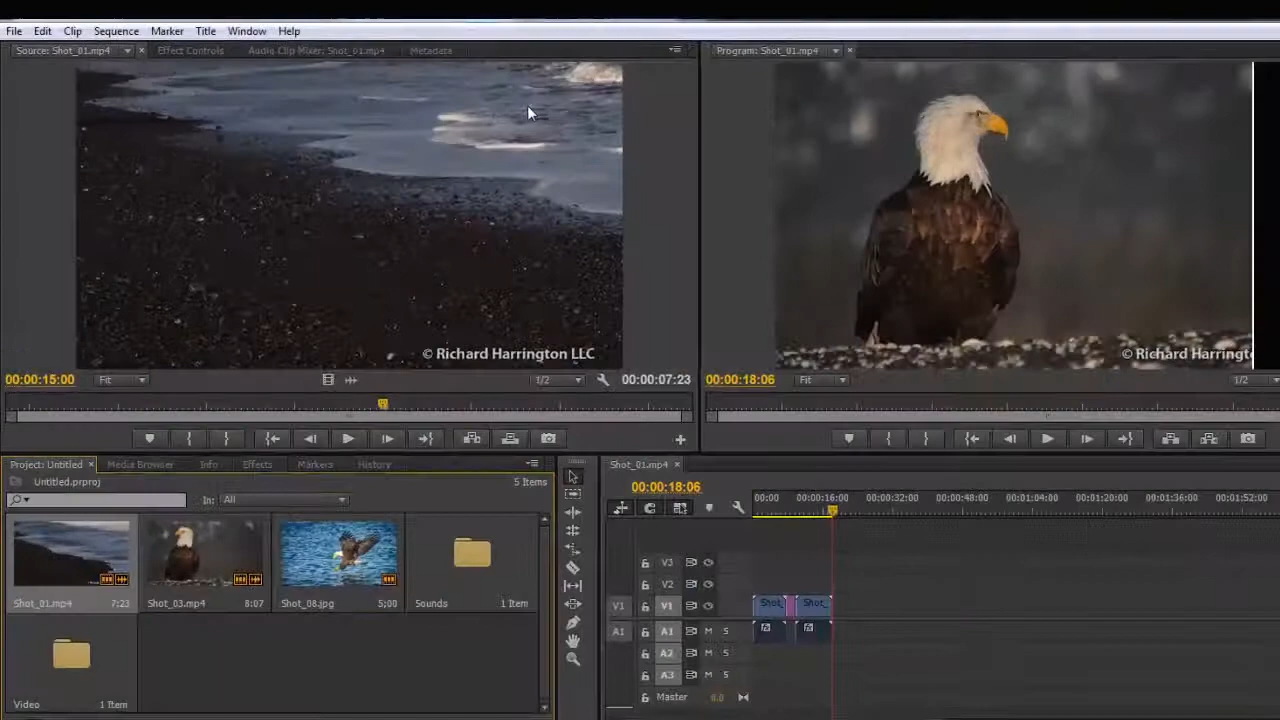 File Edit Clip Sequence Marker Title Window Help
Source: Shot_01.mp4 Effect Controls Audio Clip Mixer: Shot_01.mp4 Metadata Program: Shot_01.mp4
© Richard Harrington LLC © Richard Harringto
00:00:15:00 Fit 1/2 00:00:07:23 00:00:18:06 Fit 1/2
Project: Untitled Media Browser Info Effects Markers History Shot_01.mp4
Untitled.prproj 5 Items 00:00:18:06
In: All 00:00 00:00:16:00 00:00:32:00 00:00:48:00 00:01:04:00 00:01:20:00 00:01:36:00 00:01:52:00
V3
V2
Shot_01.mp4 7:23 Shot_03.mp4 8:07 Shot_08.jpg 5;00 Sounds 1 Item V1 V1 Shot_ Shot_
A1 A1 M S fx fx
A2 M S
A3 M S
Master 0.0
Video 1 Item